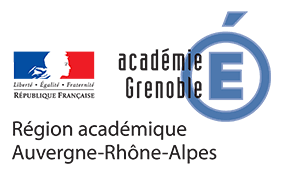 académie
Grenoble
É
Liberté • Égalité • Fraternité
RÉPUBLIQUE FRANÇAISE
Région académique
Auvergne-Rhône-Alpes